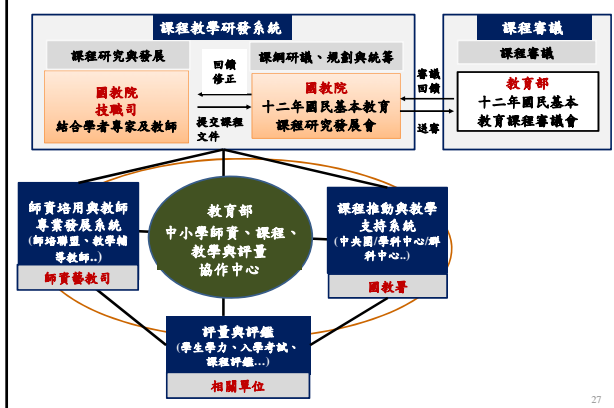 課程教學研發系統
課程審議
課程研究與發展
回饋
修正
課綱研議、規劃與統籌
課程審議
國教院
技職司
結合學者專家及教師
提交課程
文件
國教院
十二年國民基本教育
課程研究發展會
審議
回饋
送審
教育部
十二年國民基本
教育課程審議會
師資培用與教師
專業發展系統
(師培聯盟、教學輔
導教師..)
師資藝教司
教育部
中小學師資、課程、
教學與評量
協作中心
課程推動與教學
支持系統
(中央團/學科中心/群
科中心..)
國教署
評量與評鑑
(學生學力、入學考試、
課程評鑑…)
相關單位
27